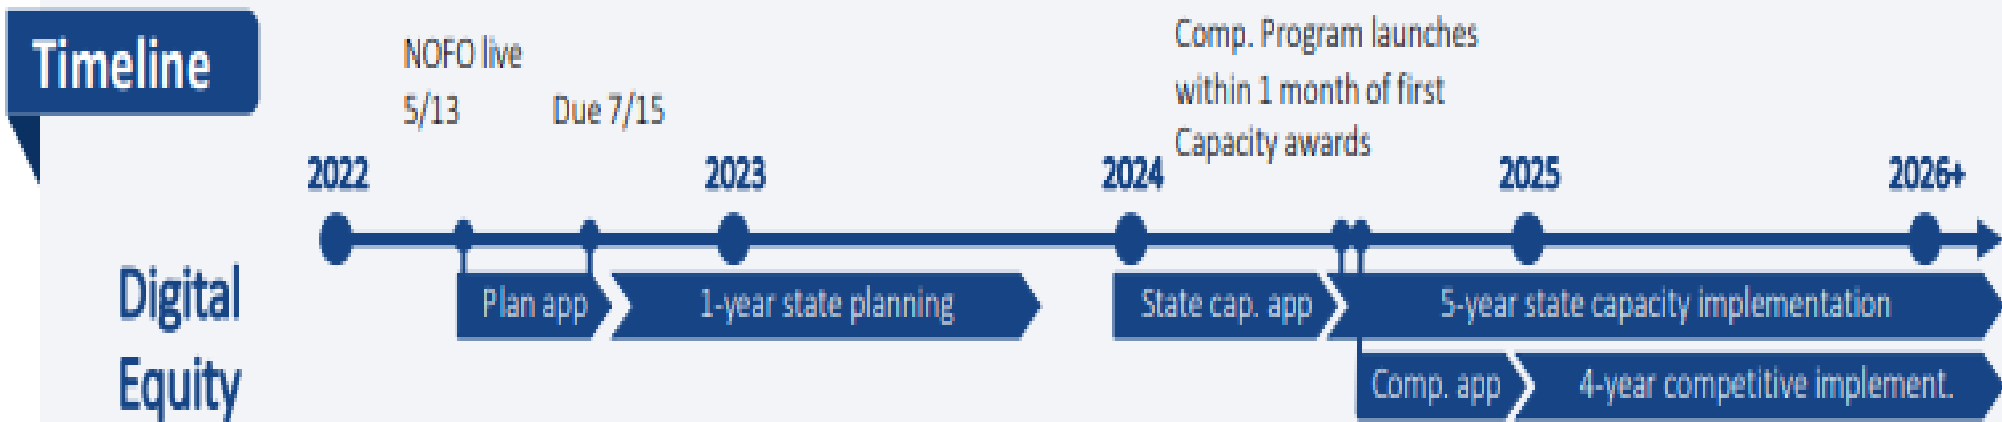 Timeline
NOFO live
5/13 Due 7/15
Comp. Program launches
within 1 month of first
Capacity awards
2022 2023 2024 2025 2026+
Digital
Equity
Plan app 1-year state planning State cap. app 5-year state capacity implementation
Comp. app 4-year competitive implement.